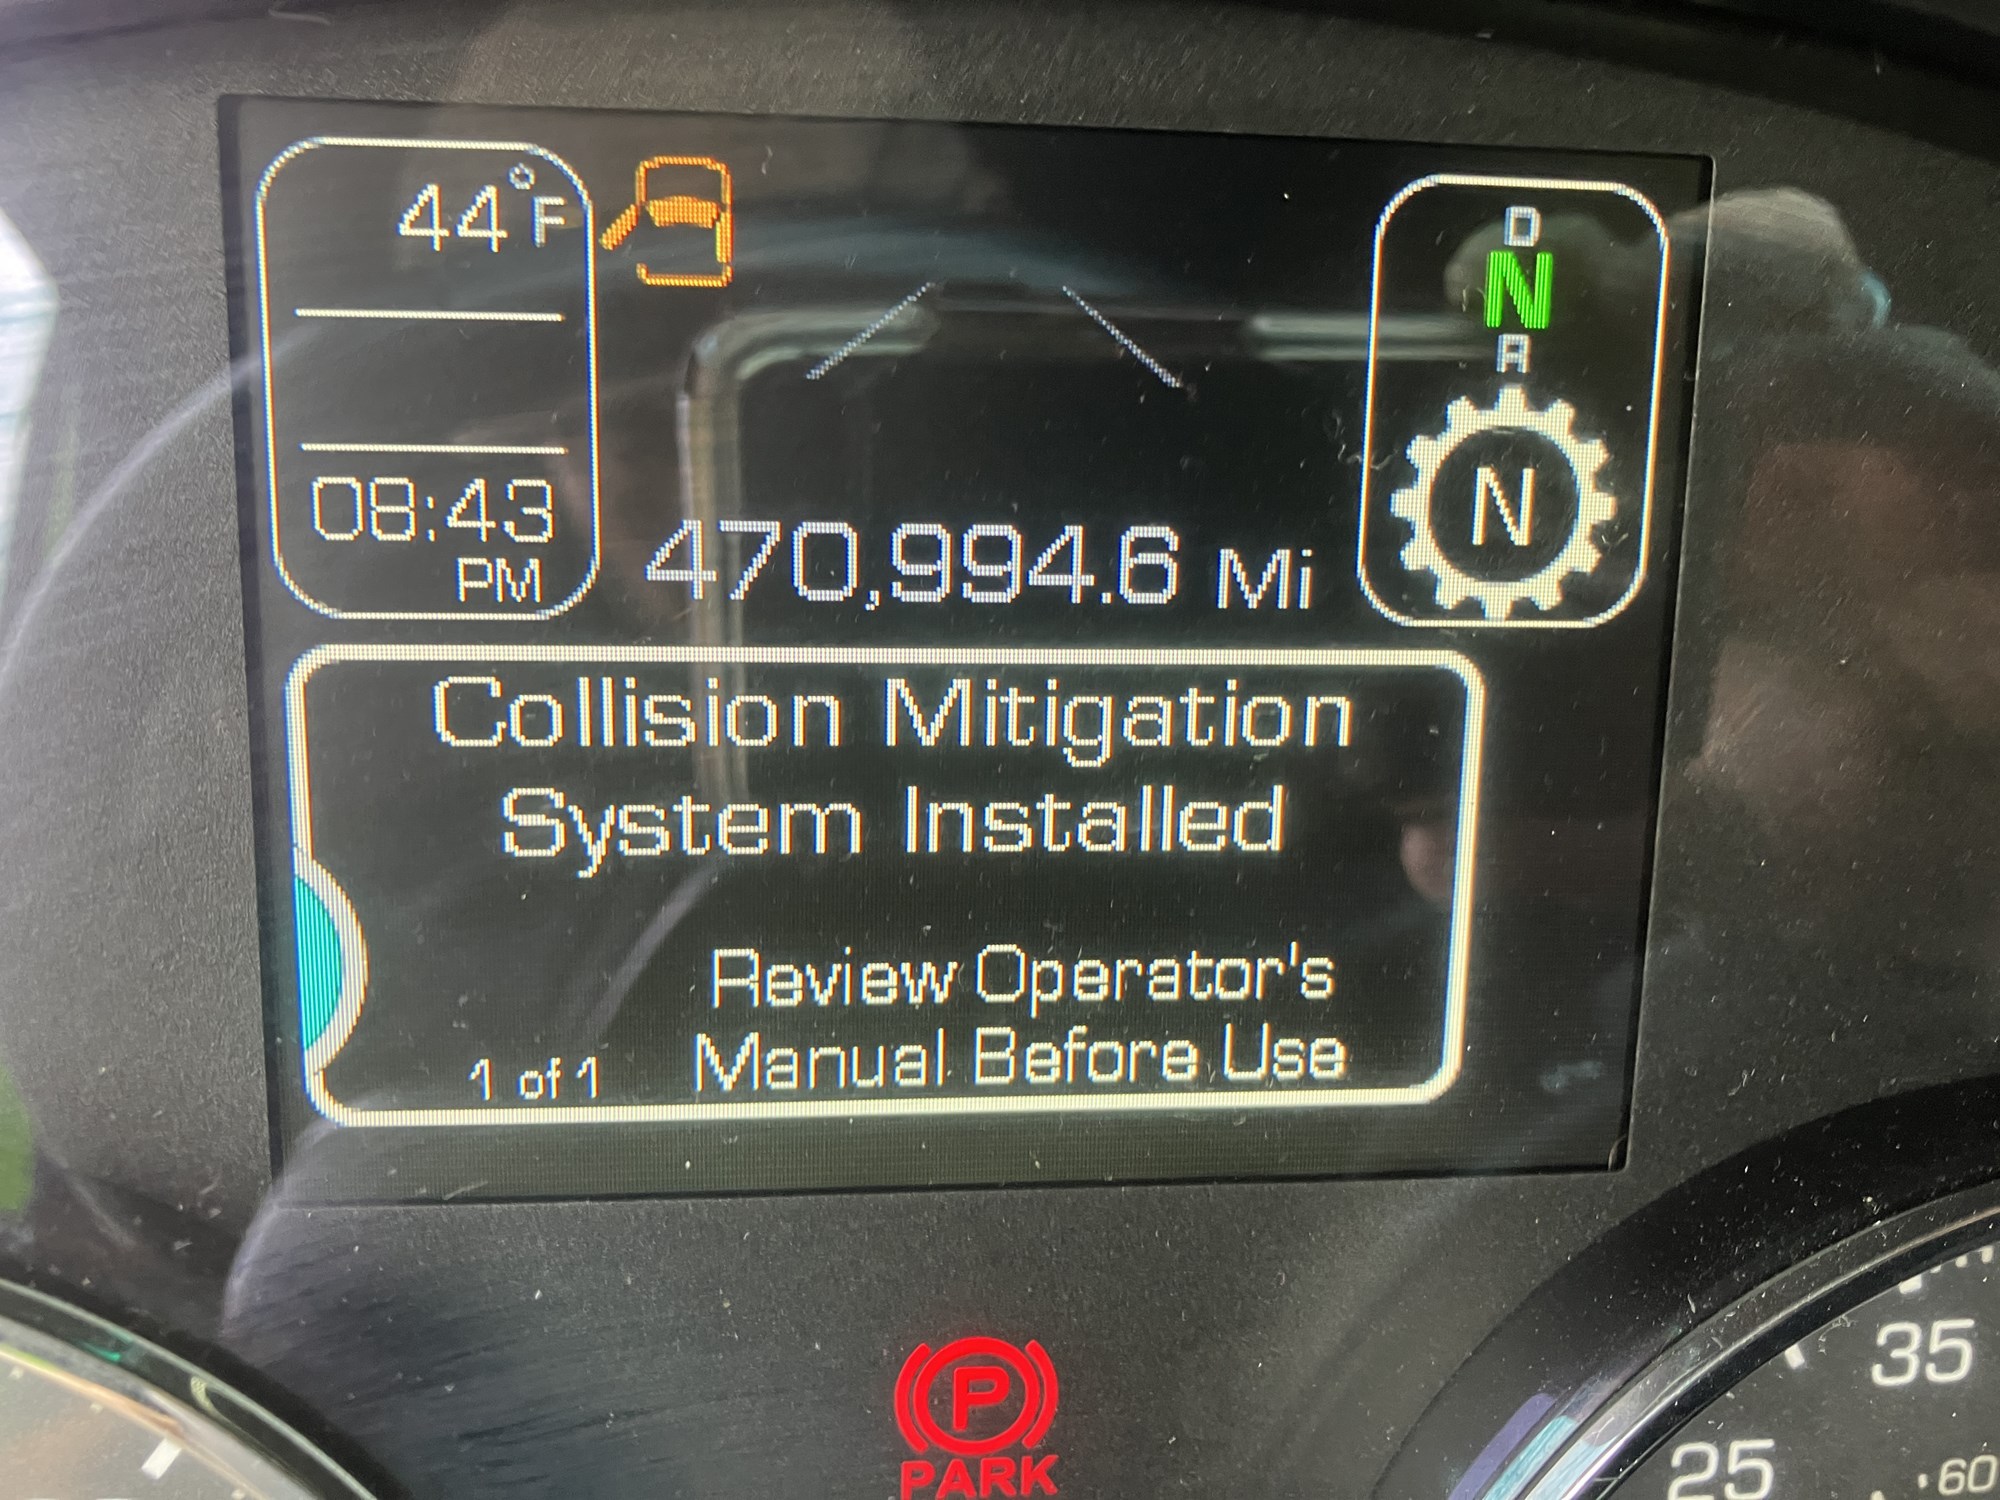 44°F
08:43
PM
470,994.6 Mi
D
N
R
N
Collision Mitigation
System Installed
Review Operator's
Manual Before Use
1 of 1
P
PARK
35
25
60